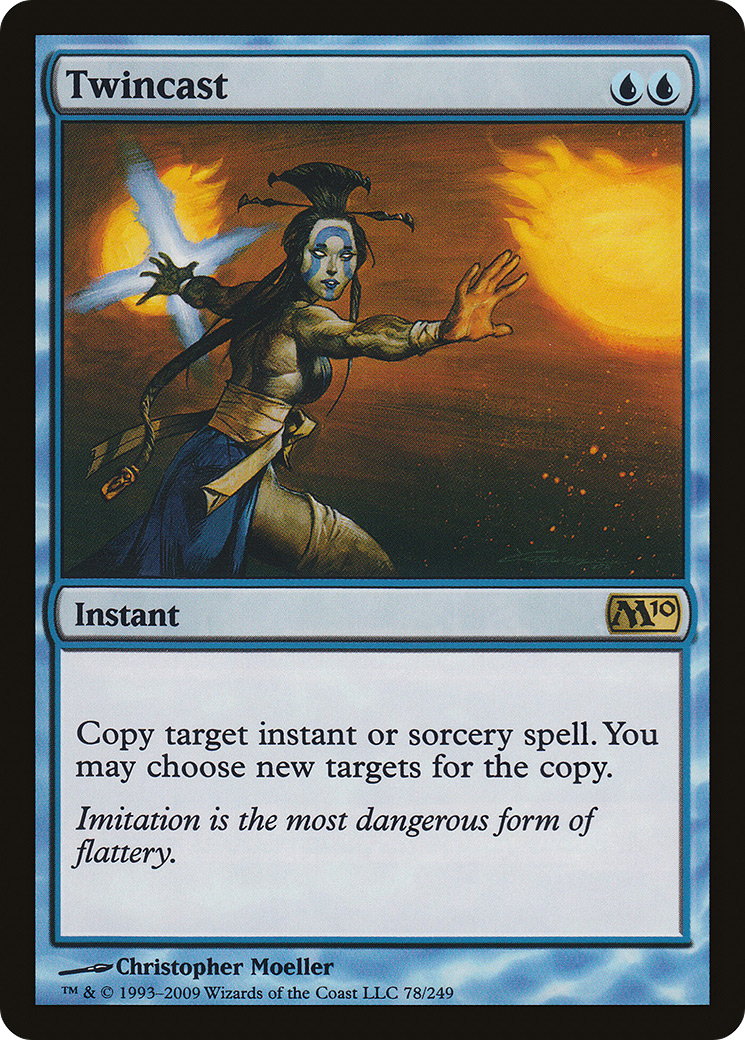 Twincast
Instant
M10
Copy target instant or sorcery spell. You
may choose new targets for the copy.
Imitation is the most dangerous form of
flattery.
Christopher Moeller
™ & © 1993–2009 Wizards of the Coast LLC 78/249